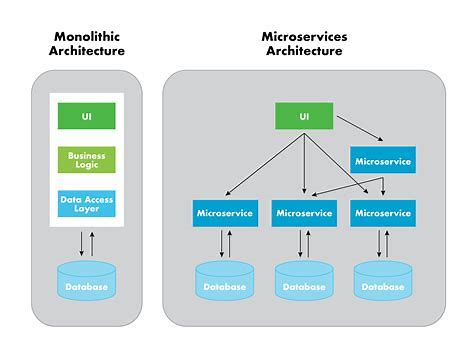 Monolithic
Architecture
UI
Business
Logic
Data Access
Layer
Database
Microservices
Architecture
UI
Microservice
Microservice
Microservice
Microservice
Database
Database
Database